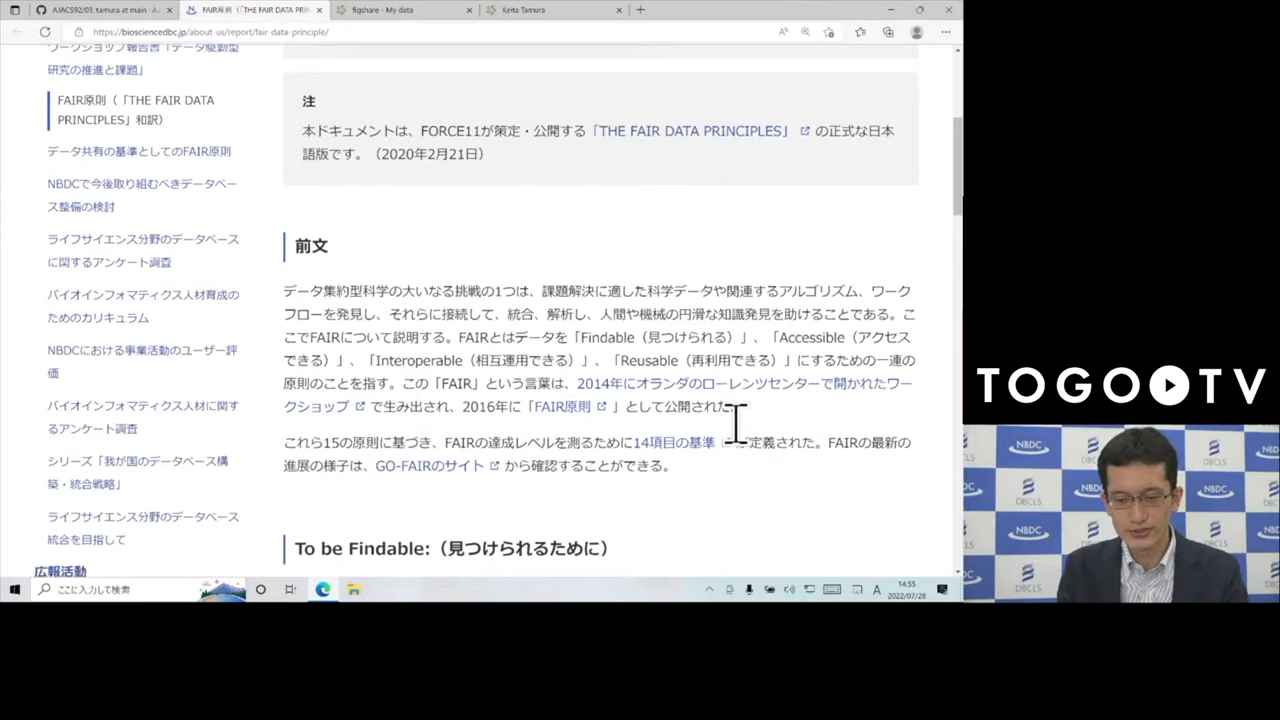 AJACS92/03_tamura at main · AJ
FAIR原則（「THE FAIR DATA PRIN
figshare - My data
Keita Tamura
https://biosciencedbc.jp/about-us/report/fair-data-principle/
ワークショップ報告書「データ駆動型
研究の推進と課題」
FAIR原則（「THE FAIR DATA
PRINCIPLES」和訳）
データ共有の基準としてのFAIR原則
NBDCで今後取り組むべきデータベー
ス整備の検討
ライフサイエンス分野のデータベース
に関するアンケート調査
バイオインフォマティクス人材育成の
ためのカリキュラム
NBDCにおける事業活動のユーザー評
価
バイオインフォマティクス人材に関す
るアンケート調査
シリーズ「我が国のデータベース構
築・統合戦略」
ライフサイエンス分野のデータベース
統合を目指して
広報活動
注
本ドキュメントは、FORCE11が策定・公開する「THE FAIR DATA PRINCIPLES」 の正式な日本
語版です。（2020年2月21日）
前文
データ集約型科学の大いなる挑戦の1つは、課題解決に適した科学データや関連するアルゴリズム、ワーク
フローを発見し、それらに接続して、統合、解析し、人間や機械の円滑な知識発見を助けることである。こ
こでFAIRについて説明する。FAIRとはデータを「Findable（見つけられる）」、「Accessible（アクセス
できる）」、「Interoperable（相互運用できる）」、「Reusable（再利用できる）」にするための一連の
原則のことを指す。この「FAIR」という言葉は、2014年にオランダのローレンツセンターで開かれたワー
クショップ で生み出され、2016年に「FAIR原則 」として公開された
これら15の原則に基づき、FAIRの達成レベルを測るために14項目の基準 定義された。FAIRの最新の
進展の様子は、GO-FAIRのサイト から確認することができる。
To be Findable:（見つけられるために）
ここに入力して検索
A
14:55
2022/07/28
TOGO TV
NBDC
NBDC
DBCLS
NBDC
NBDC
DBCLS
DBCLS
NBDC
NBDC
DBCLS